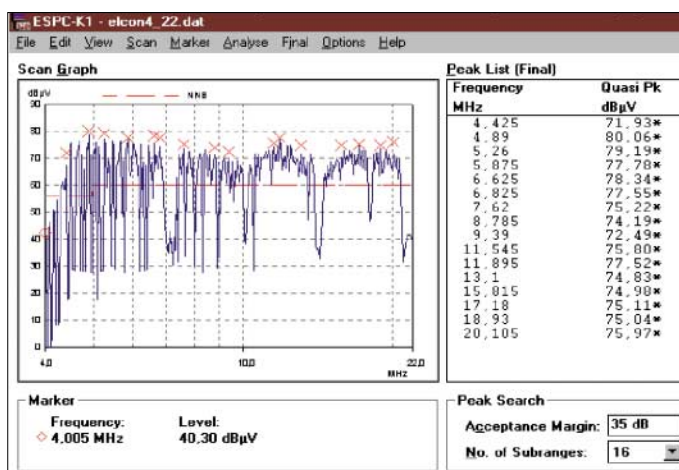 ESPC-K1 - elcon4_22.dat
File Edit View Scan Marker Analyse Final Options Help
Scan Graph
dBµV
NNB
90
80
70
60
50
40
30
20
10
0
4,0 10,0 22,0
MHz
Peak List (Final)
Frequency Quasi Pk
MHz dBµV
4,425 71,93*
4,89 80,06*
5,26 79,19*
5,875 77,78*
6,625 78,34*
6,825 77,55*
7,62 75,22*
8,785 74,19*
9,39 72,49*
11,545 75,80*
11,895 77,52*
13,1 74,83*
15,815 74,98*
17,18 75,11*
18,93 75,04*
20,105 75,97*
Marker
Frequency: Level:
4,005 MHz 40,30 dBµV
Peak Search
Acceptance Margin: 35 dB
No. of Subranges: 16